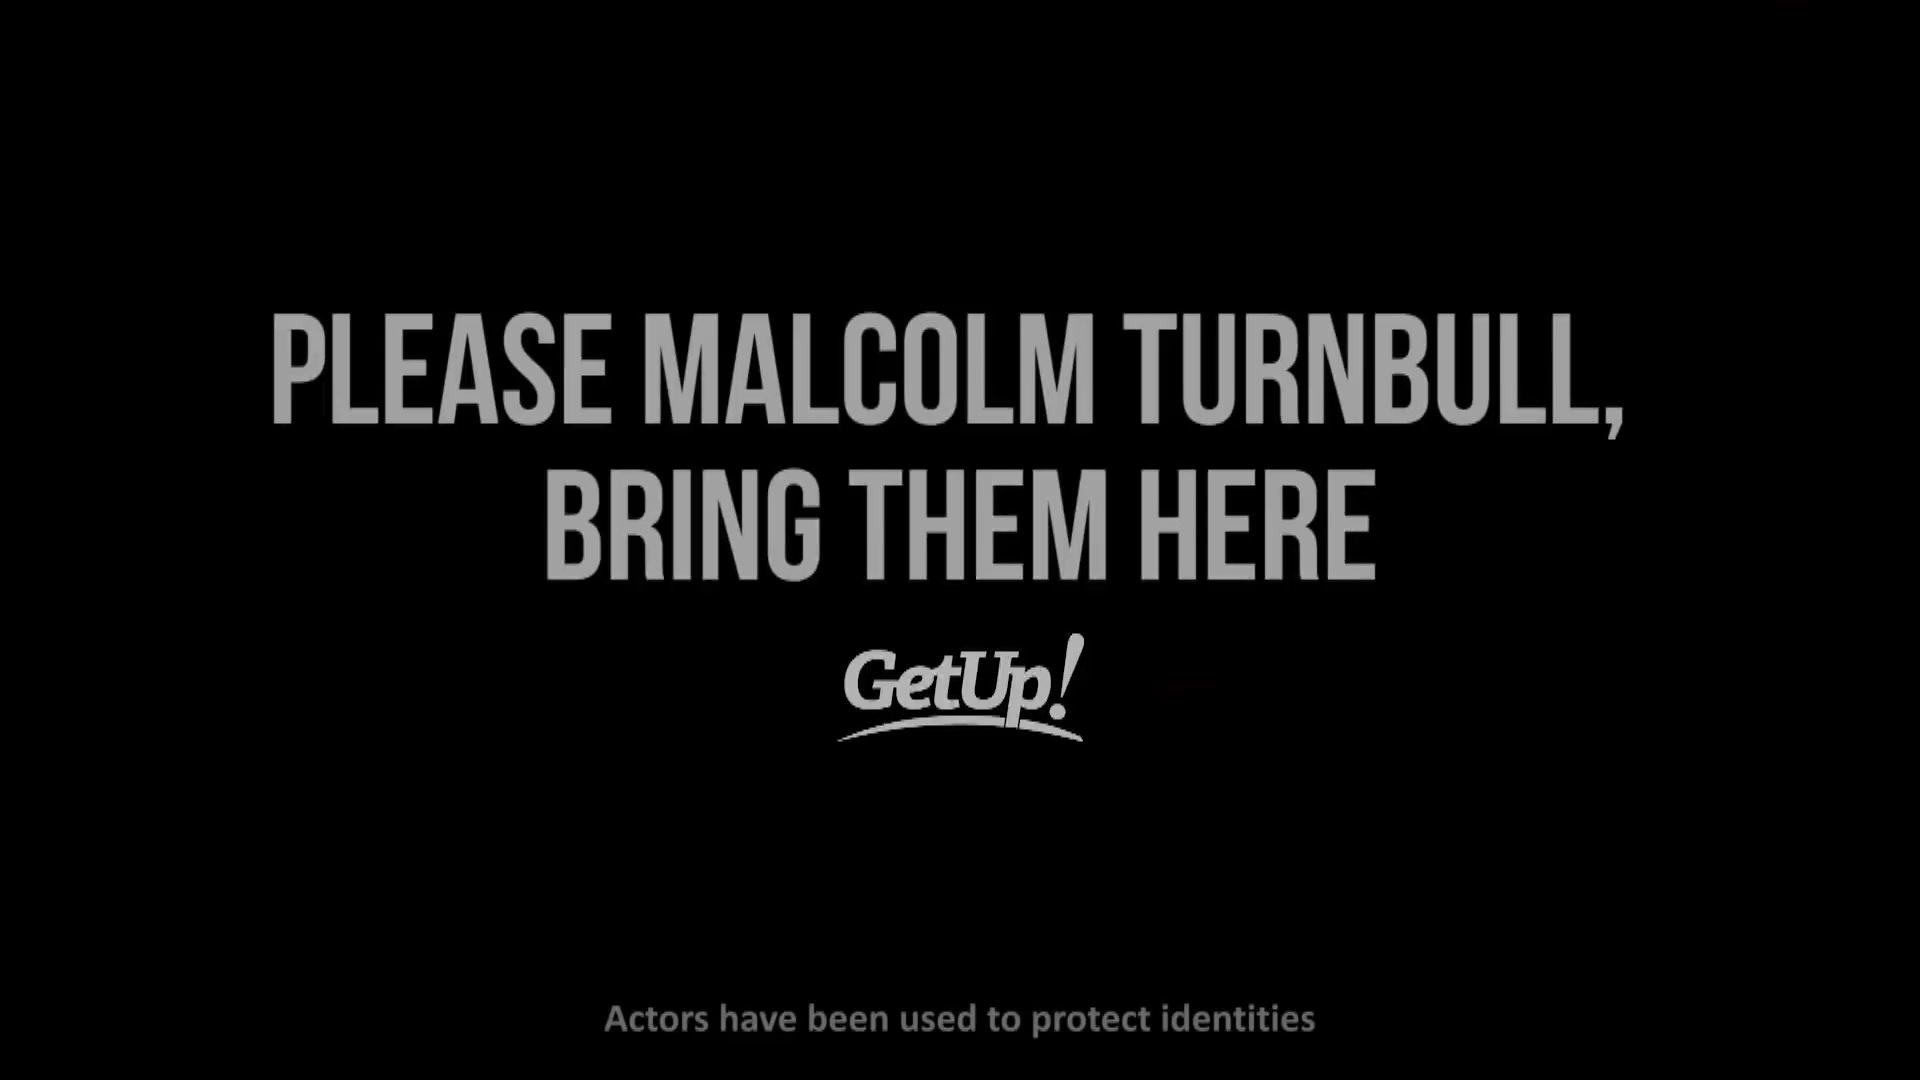 PLEASE MALCOLM TURNBULL,
BRING THEM HERE
GetUp!
Actors have been used to protect identities